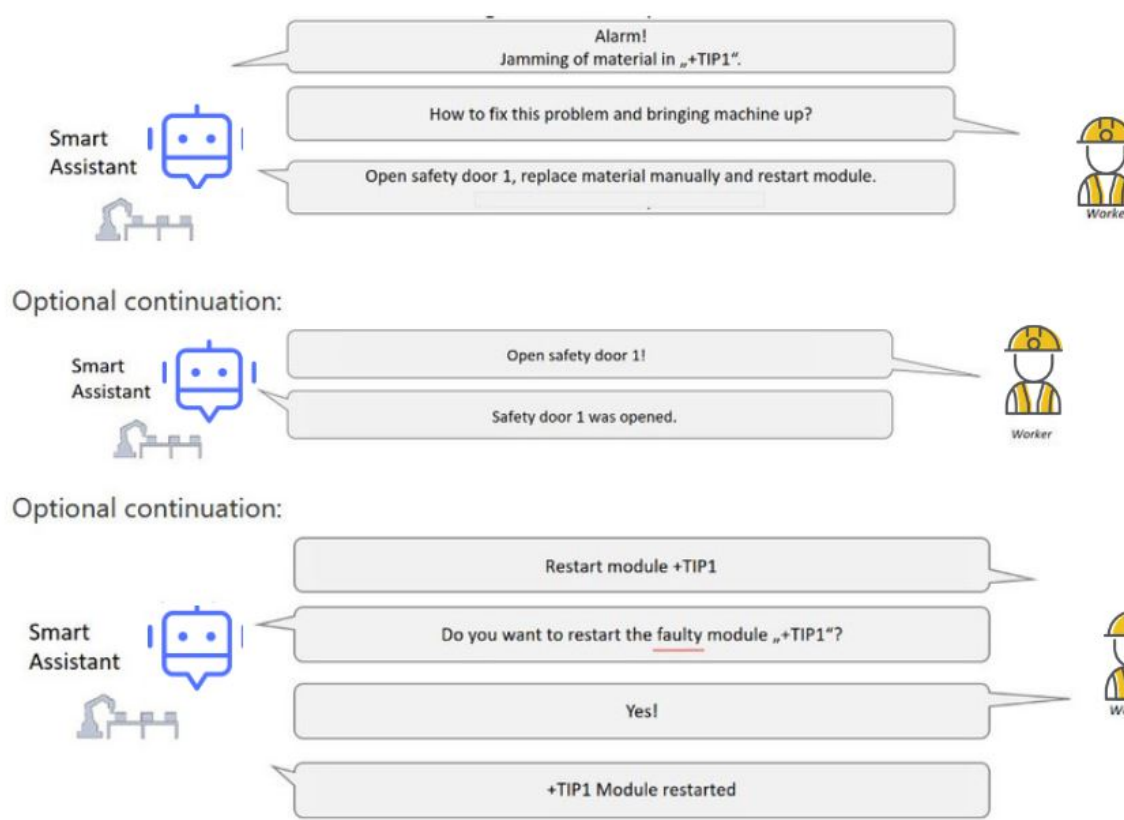 Alarm!
Jamming of material in „+TIP1“.
How to fix this problem and bringing machine up?
Smart
Assistant
Open safety door 1, replace material manually and restart module.
Worke
Optional continuation:
Open safety door 1!
Smart
Assistant
Safety door 1 was opened.
Worker
Optional continuation:
Restart module +TIP1
Smart
Assistant
Do you want to restart the faulty module „+TIP1“?
Yes!
+TIP1 Module restarted